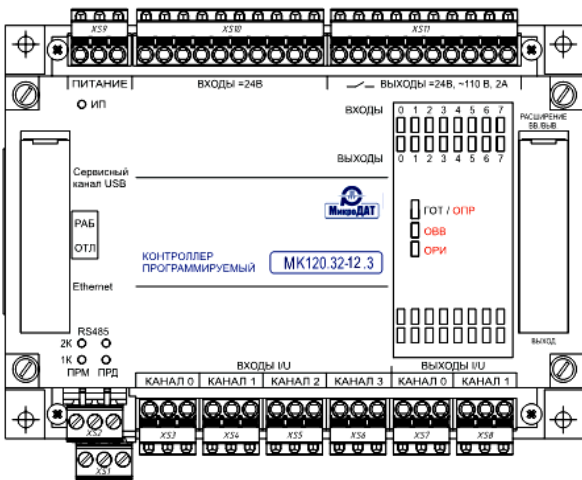 XS9 XS10 XS11
ПИТАНИЕ ВХОДЫ =24В ВЫХОДЫ =24В, ~110 В, 2А
ИП
ВХОДЫ 0 1 2 3 4 5 6 7
РАСШИРЕНИЕ
ВВ/ВЫВ
ВЫХОДЫ 0 1 2 3 4 5 6 7
Сервисный
канал USB
МикроДАТ
ГОТ / ОПР
РАБ
ОВВ
ОТЛ
ОРИ
КОНТРОЛЛЕР
ПРОГРАММИРУЕМЫЙ
МК120.32-12.3
Ethernet
RS485
2К
ВЫХОД
1К
ПРМ ПРД
ВХОДЫ I/U ВЫХОДЫ I/U
КАНАЛ 0 КАНАЛ 1 КАНАЛ 2 КАНАЛ 3 КАНАЛ 0 КАНАЛ 1
XS2 XS3 XS4 XS5 XS6 XS7 XS8
XS1